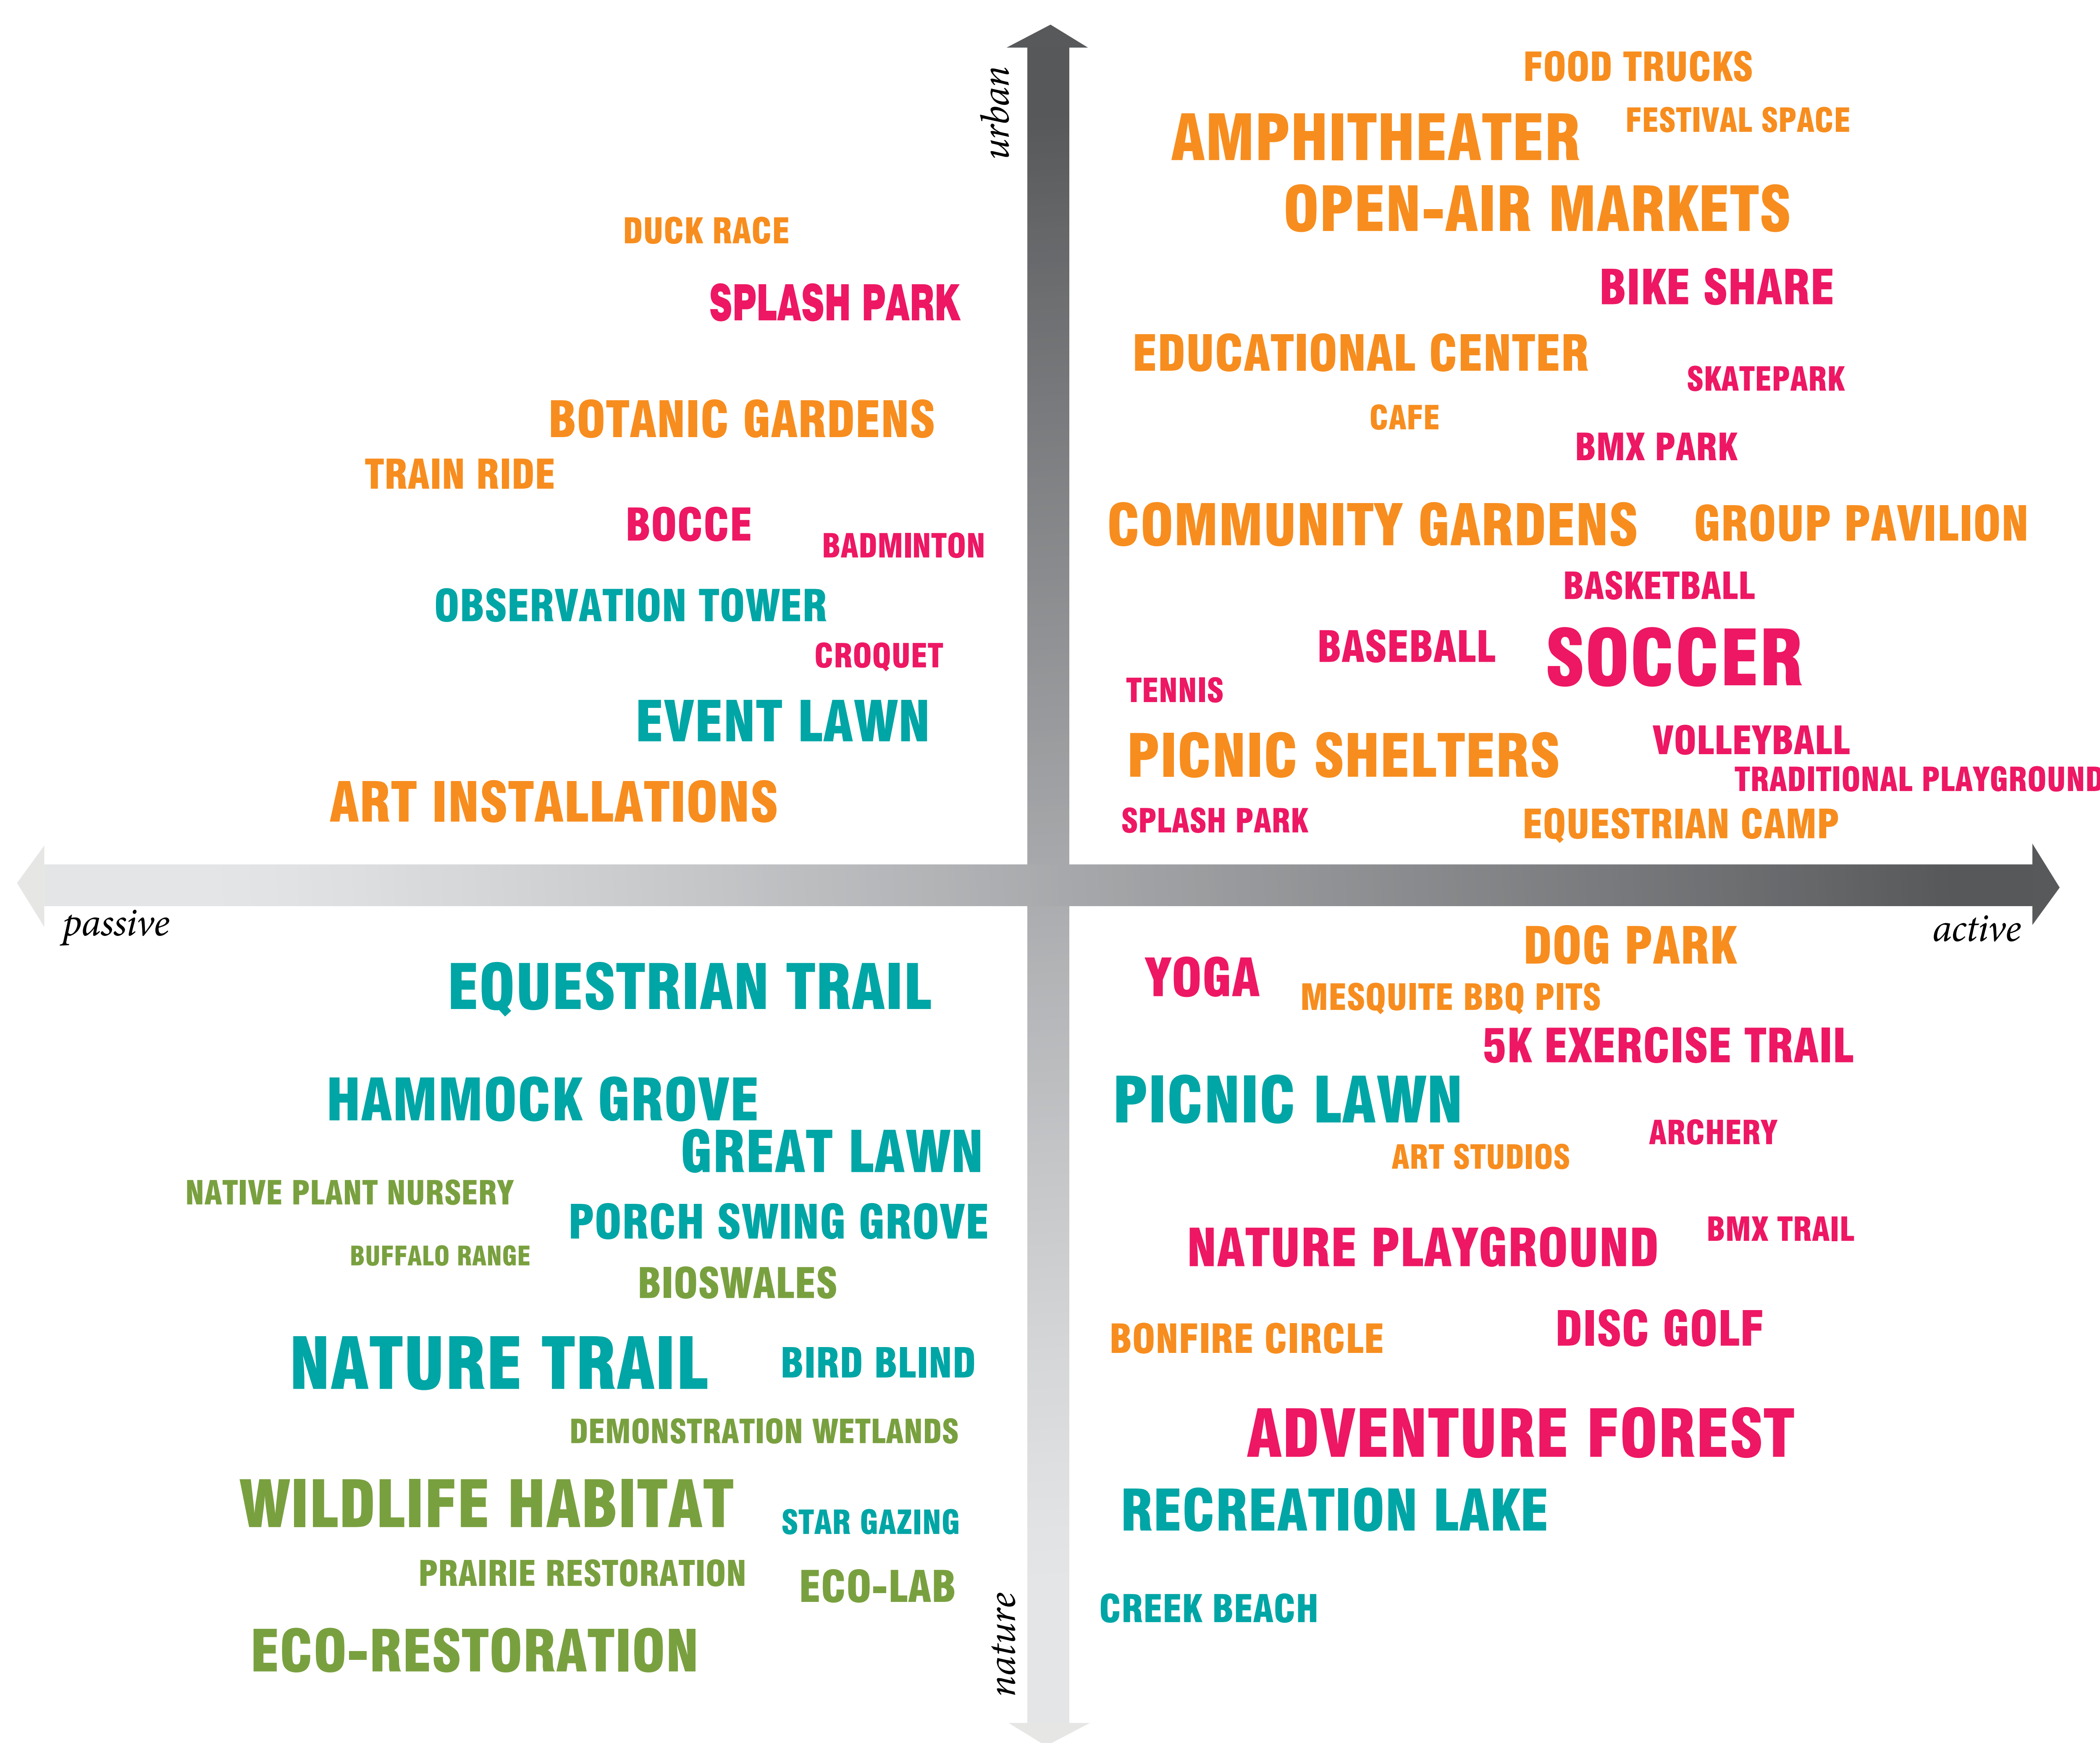 urban
FOOD TRUCKS
FESTIVAL SPACE
AMPHITHEATER
OPEN-AIR MARKETS
DUCK RACE
BIKE SHARE
SPLASH PARK
EDUCATIONAL CENTER
SKATEPARK
CAFE
BOTANIC GARDENS
BMX PARK
TRAIN RIDE
BOCCE
COMMUNITY GARDENS
GROUP PAVILION
BADMINTON
BASKETBALL
OBSERVATION TOWER
BASEBALL
SOCCER
CROQUET
TENNIS
EVENT LAWN
VOLLEYBALL
PICNIC SHELTERS
TRADITIONAL PLAYGROUND
ART INSTALLATIONS
SPLASH PARK
EQUESTRIAN CAMP
passive
active
DOG PARK
YOGA
EQUESTRIAN TRAIL
MESQUITE BBQ PITS
5K EXERCISE TRAIL
HAMMOCK GROVE
PICNIC LAWN
ARCHERY
GREAT LAWN
ART STUDIOS
NATIVE PLANT NURSERY
PORCH SWING GROVE
BMX TRAIL
NATURE PLAYGROUND
BUFFALO RANGE
BIOSWALES
DISC GOLF
BONFIRE CIRCLE
NATURE TRAIL
BIRD BLIND
DEMONSTRATION WETLANDS
ADVENTURE FOREST
WILDLIFE HABITAT
RECREATION LAKE
STAR GAZING
PRAIRIE RESTORATION
ECO-LAB
CREEK BEACH
nature
ECO-RESTORATION